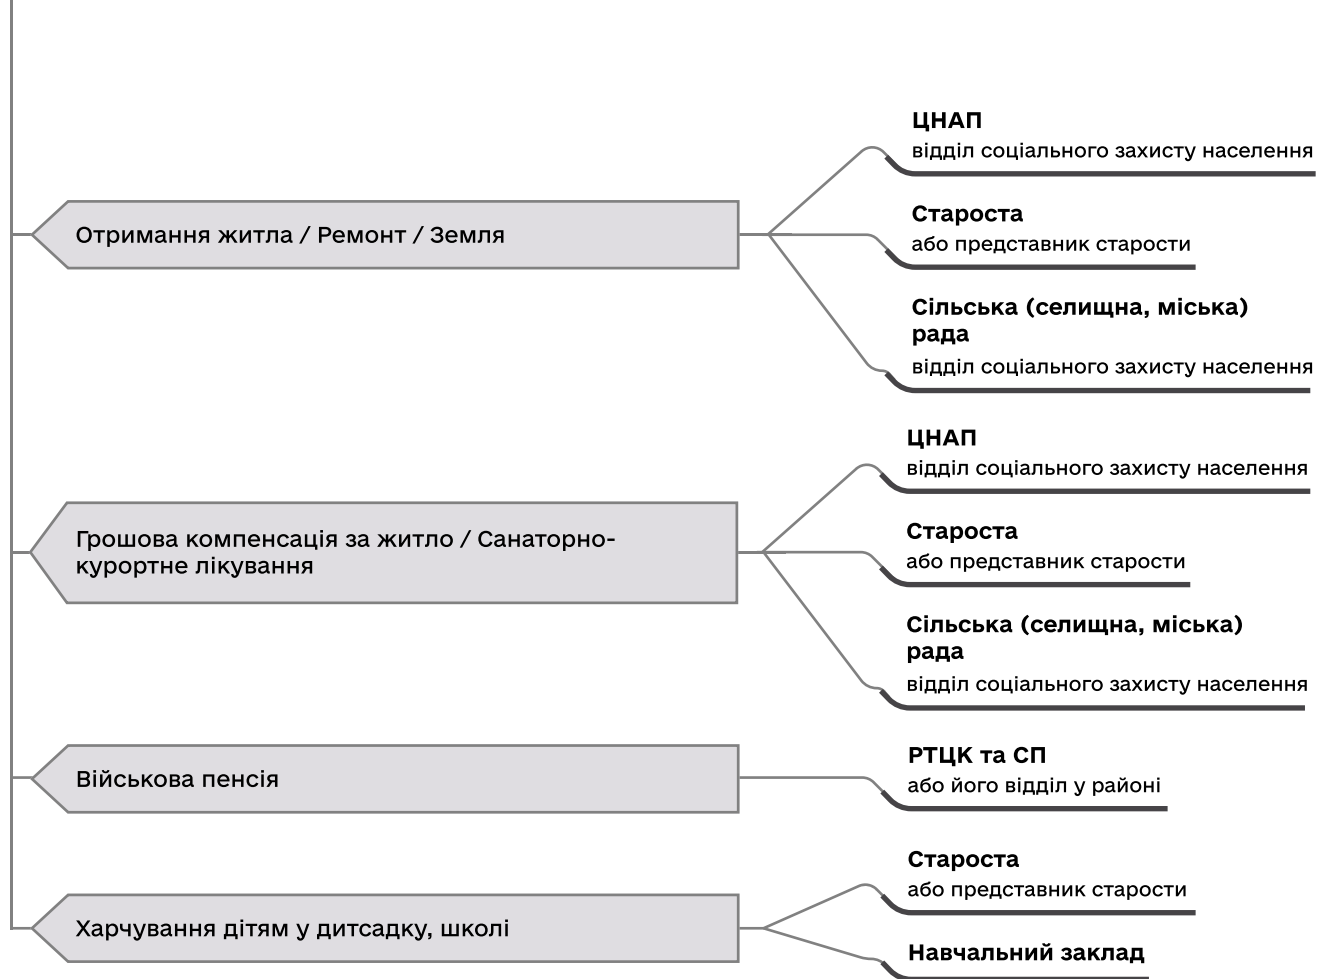 Отримання житла / Ремонт / Земля
ЦНАП
відділ соціального захисту населення
Староста
або представник старости
Сільська (селищна, міська)
рада
відділ соціального захисту населення
Грошова компенсація за житло / Санаторно-
курортне лікування
ЦНАП
відділ соціального захисту населення
Староста
або представник старости
Сільська (селищна, міська)
рада
відділ соціального захисту населення
Військова пенсія
РТЦК та СП
або його відділ у районі
Харчування дітям у дитсадку, школі
Староста
або представник старости
Навчальний заклад